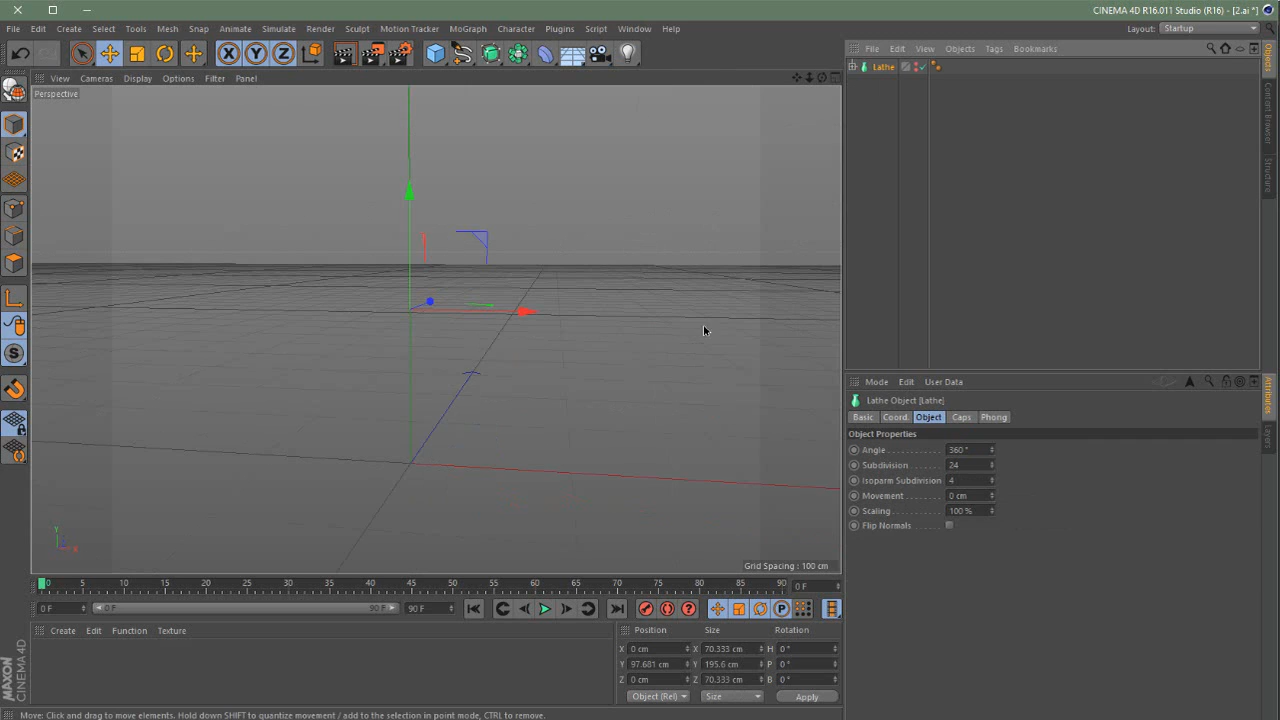 CINEMA 4D R16.011 Studio (R16) - [2.ai *]
File Edit Create Select Tools Mesh Snap Animate Simulate Render Sculpt Motion Tracker MoGraph Character Plugins Script Window Help
Layout: Startup
X Y Z
File Edit View Objects Tags Bookmarks
View Cameras Display Options Filter Panel
Lathe
Perspective
Objects
Content Browser
Structure
Mode Edit User Data
Lathe Object [Lathe]
Basic Coord. Object Caps Phong
Object Properties
Angle 360 °
Subdivision 24
Isoparm Subdivision 4
Movement 0 cm
Scaling 100 %
Flip Normals
Attributes
Layers
Y
X
Grid Spacing : 100 cm
0 5 10 15 20 25 30 35 40 45 50 55 60 65 70 75 80 85 90 0 F
0 F 0 F 90 F 90 F
P
Create Edit Function Texture
Position Size Rotation
X 0 cm X 70.333 cm H 0 °
Y 97.681 cm Y 195.6 cm P 0 °
Z 0 cm Z 70.333 cm B 0 °
Object (Rel) Size Apply
MAXON
CINEMA 4D
Move: Click and drag to move elements. Hold down SHIFT to quantize movement / add to the selection in point mode, CTRL to remove.